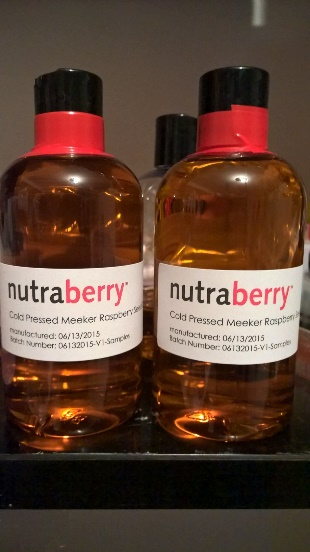 nutraberry
Cold Pressed Meeker Raspberry Seed
manufactured: 06/13/2015
Batch Number: 06132015-V1-Samples
nutraberry
Cold Pressed Meeker Raspberry
manufactured: 06/13/2015
Batch Number: 06132015-V1-Samples